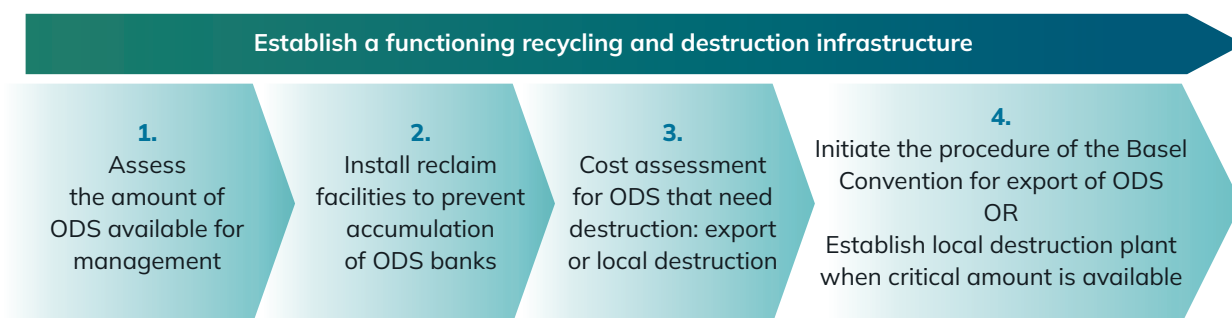 Establish a functioning recycling and destruction infrastructure
1.
Assess
the amount of
ODS available for
management
2.
Install reclaim
facilities to prevent
accumulation
of ODS banks
3.
Cost assessment
for ODS that need
destruction: export
or local destruction
4.
Initiate the procedure of the Basel
Convention for export of ODS
OR
Establish local destruction plant
when critical amount is available